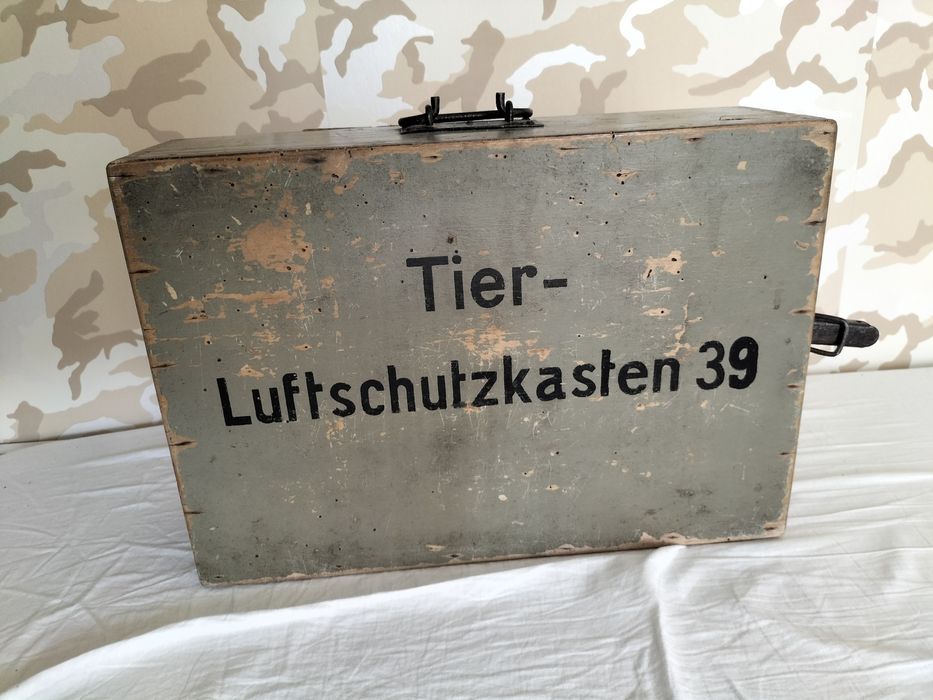 Tier-
Luftschutzkasten 39